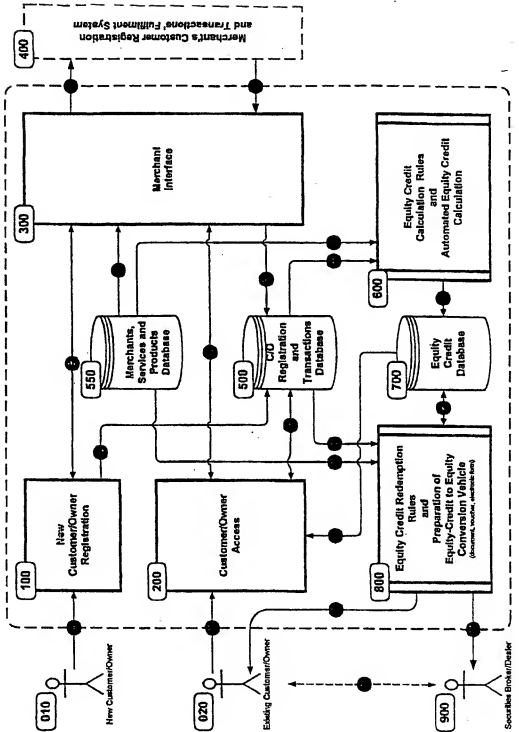 010
New Customer/Owner
020
Existing Customer/Owner
900
Securities Broker/Dealer
100
New
Customer/Owner
Registration
200
Customer/Owner
Access
800
Equity Credit Redemption
Rules
and
Preparation of
Equity-Credit to Equity
Conversion Vehicle
(document, voucher, electronic form)
550
Merchants,
Services and
Products
Database
500
C/O
Registration
and
Transactions
Database
700
Equity
Credit
Database
300
Merchant
Interface
600
Equity Credit
Calculation Rules
and
Automated Equity Credit
Calculation
400
Merchant's Customer Registration
and Transactions' Fulfillment System